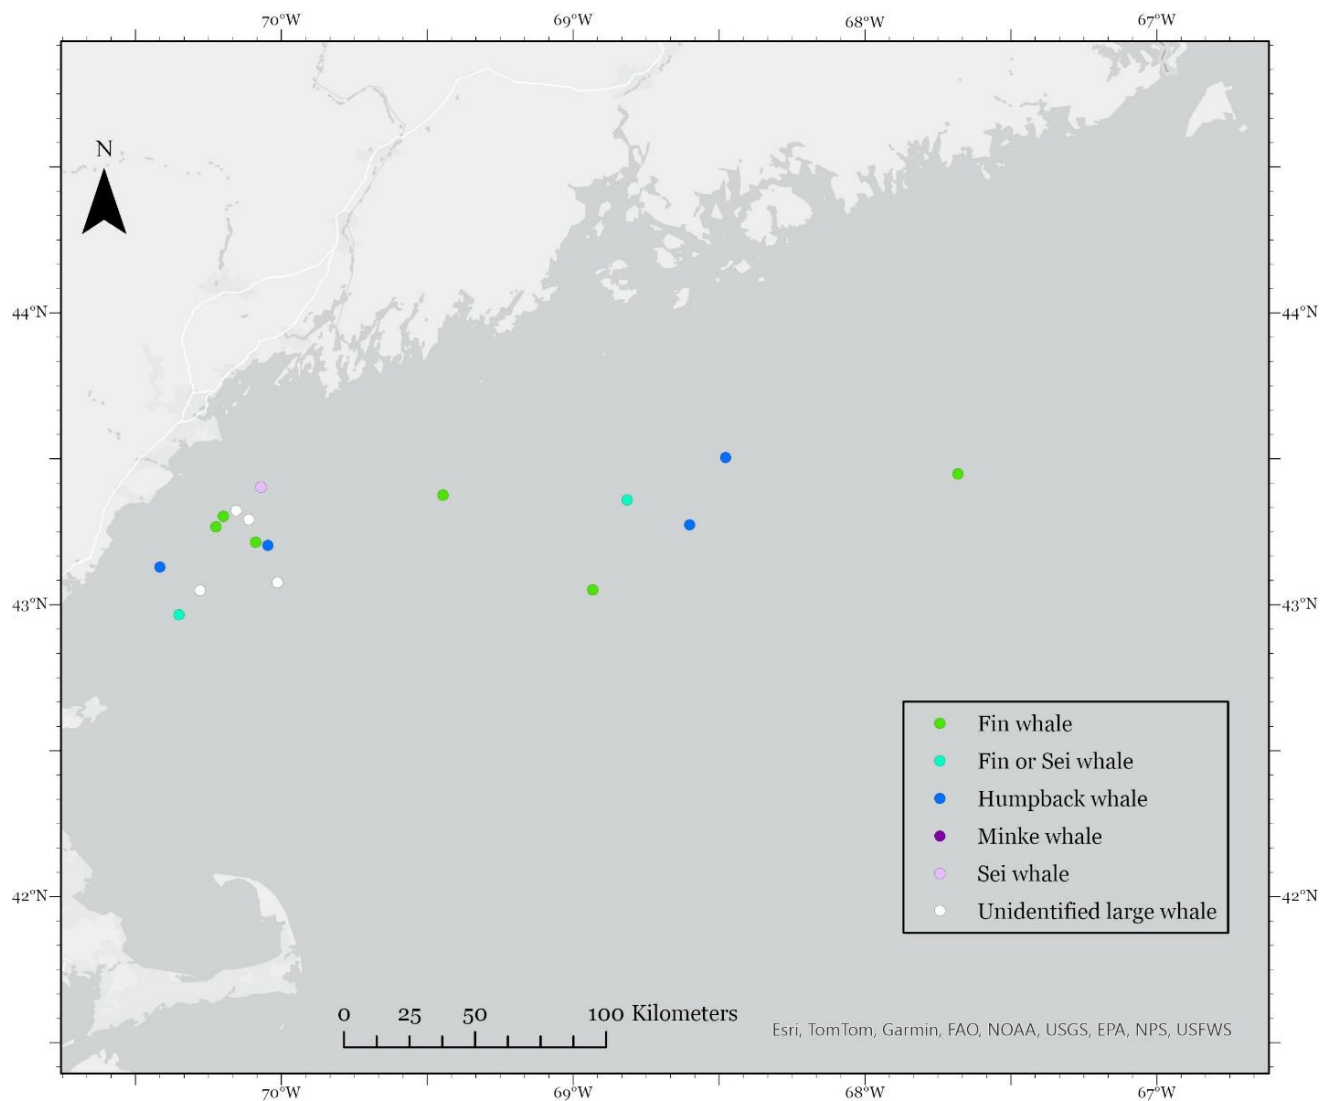 70°W 69°W 68°W 67°W
N
44°N 44°N
43°N 43°N
Fin whale
Fin or Sei whale
Humpback whale
Minke whale
Sei whale
Unidentified large whale
42°N 42°N
0 25 50 100 Kilometers
Esri, TomTom, Garmin, FAO, NOAA, USGS, EPA, NPS, USFWS
70°W 69°W 68°W 67°W